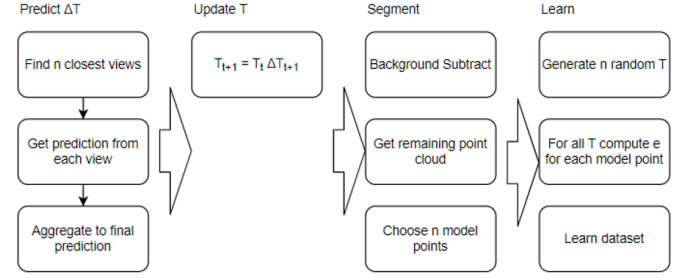 Predict ΔT
Find n closest views
Get prediction from
each view
Aggregate to final
prediction
Update T
Tt+1 = Tt ΔTt+1
Segment
Background Subtract
Get remaining point
cloud
Choose n model
points
Learn
Generate n random T
For all T compute e
for each model point
Learn dataset